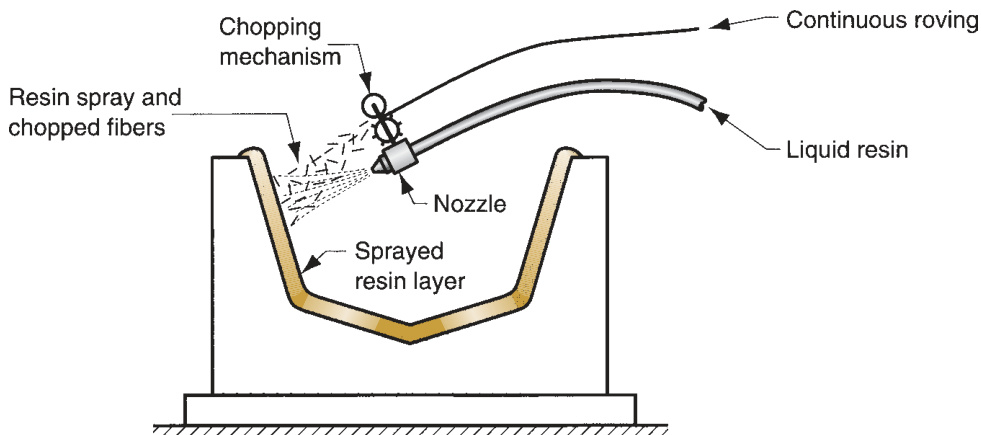 Continuous roving
Chopping
mechanism
Resin spray and
chopped fibers
Liquid resin
Nozzle
Sprayed
resin layer